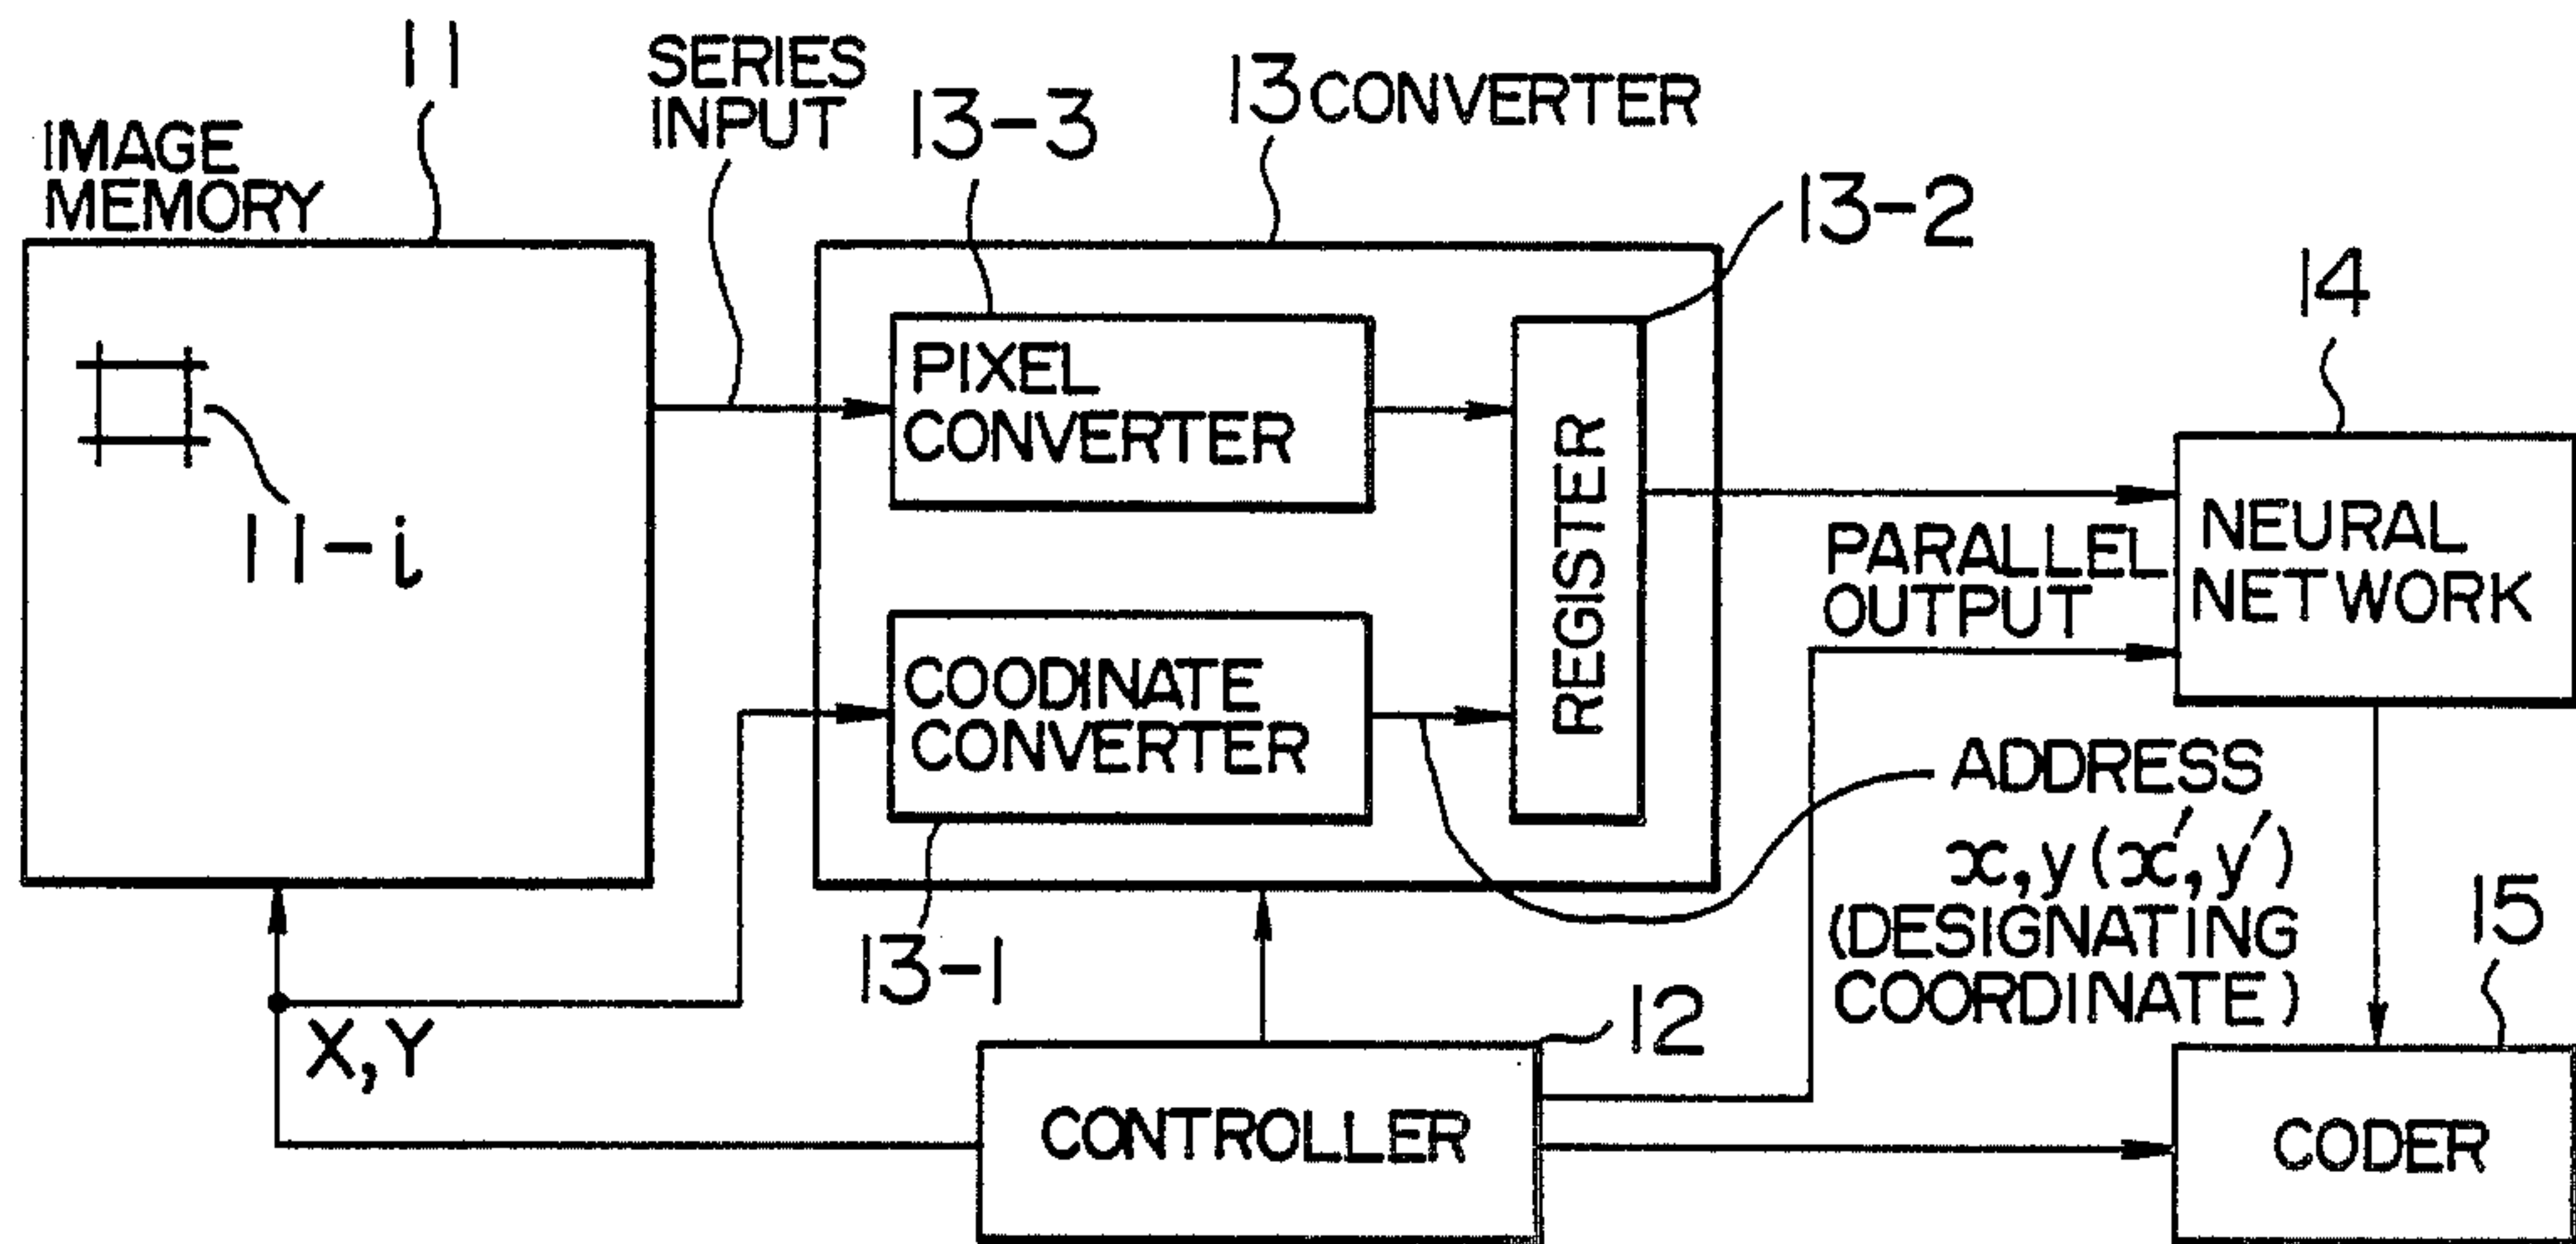 11
IMAGE
MEMORY
SERIES
INPUT
13-3
13 CONVERTER
13-2
14
11-i
PIXEL
CONVERTER
REGISTER
COODINATE
CONVERTER
13-1
PARALLEL
OUTPUT
NEURAL
NETWORK
ADDRESS
x, y (x', y')
(DESIGNATING
COORDINATE)
15
X, Y
12
CONTROLLER
CODER